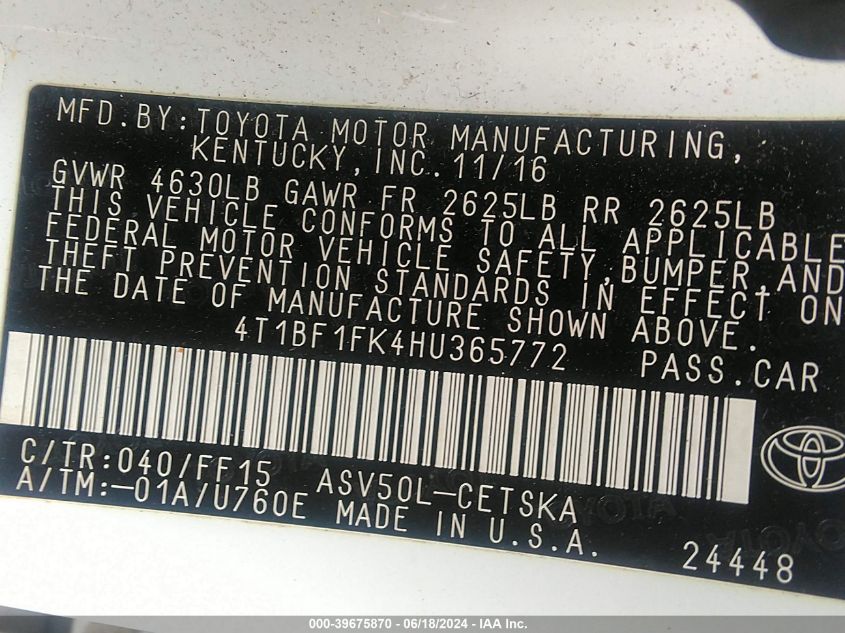 MFD.BY:TOYOTA MOTOR MANUFACTURING,
KENTUCKY,INC.11/16
GVWR 4630LB GAWR FR 2625LB RR 2625LB
THIS VEHICLE CONFORMS TO ALL APPLICABLE
FEDERAL MOTOR VEHICLE SAFETY,BUMPER,AND
THEFT PREVENTION STANDARDS IN EFFECT ON
THE DATE OF MANUFACTURE SHOWN ABOVE.
4T1BF1FK4HU365772 PASS.CAR
C/TR:040/FF15 ASV50L-CETSKA
A/TM:-01A/U760E MADE IN U.S.A.
24448
000-39675870 - 06/18/2024 - IAA Inc.